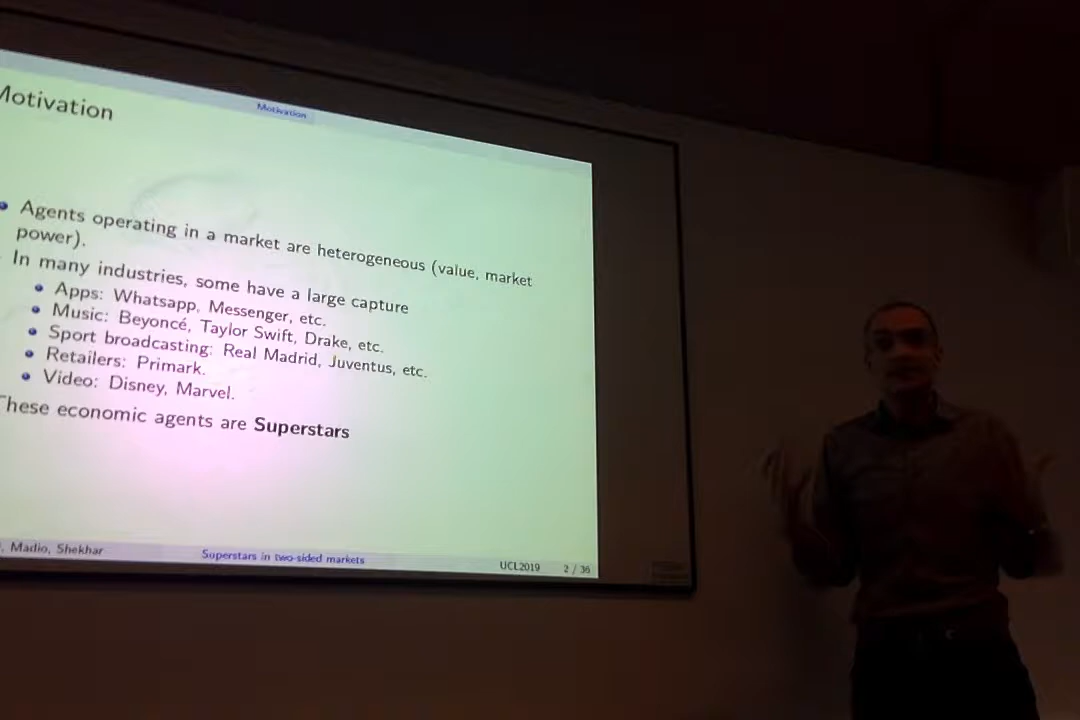 Motivation
Motivation
Agents operating in a market are heterogeneous (value, market
power).
In many industries, some have a large capture
Apps: Whatsapp, Messenger, etc.
Music: Beyoncé, Taylor Swift, Drake, etc.
Sport broadcasting: Real Madrid, Juventus, etc.
Retailers: Primark.
Video: Disney, Marvel.
These economic agents are Superstars
, Madio, Shekhar
Superstars in two-sided markets
UCL2019
2 / 36